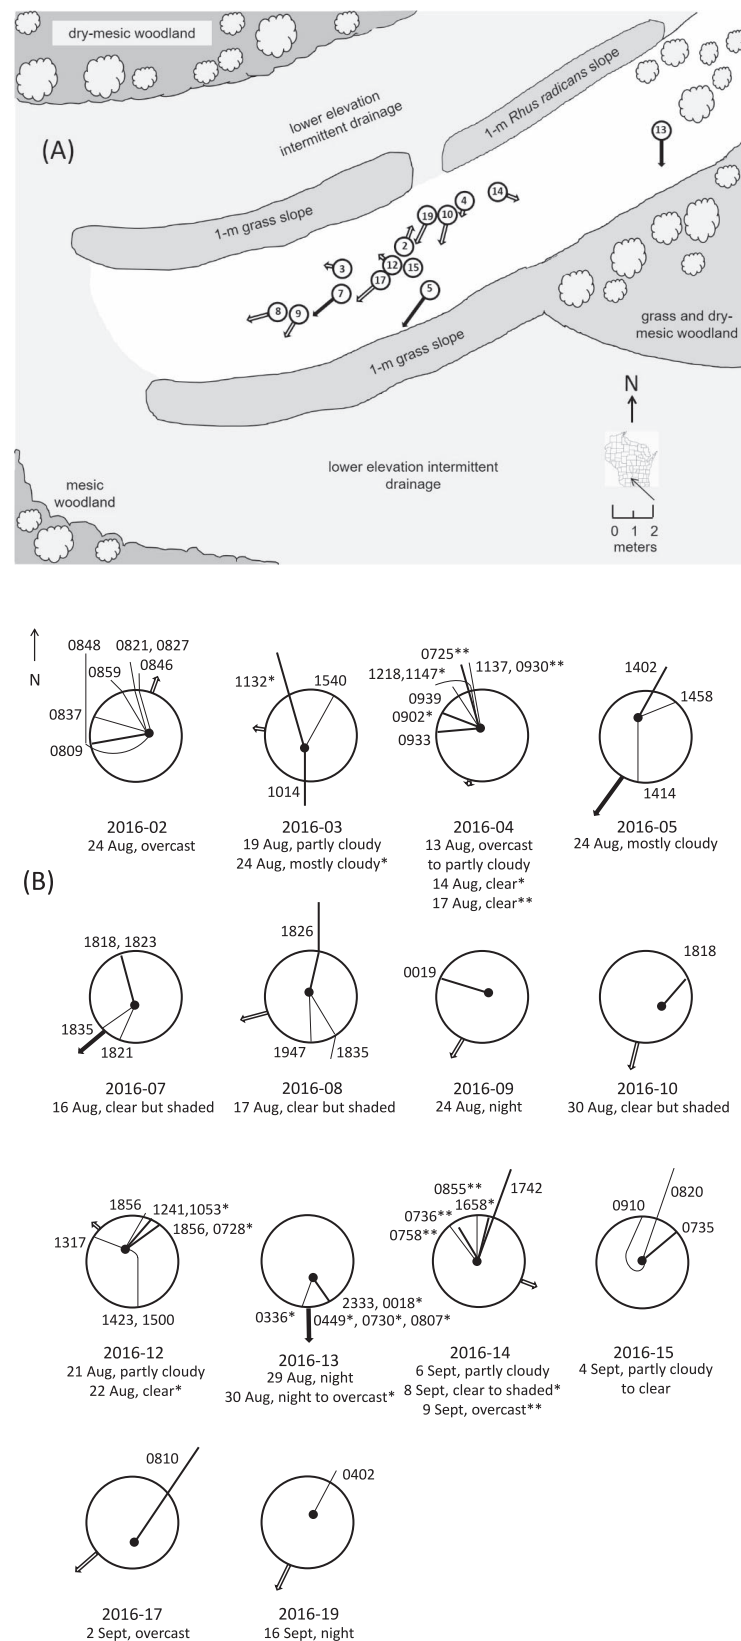 dry-mesic woodland
lower elevation
intermittent drainage
1-m Rhus radicans slope
(A)
13
14
4
1-m grass slope
19
10
2
12
15
3
17
7
5
8
9
grass and dry-
mesic woodland
1-m grass slope
N
lower elevation intermittent
drainage
mesic
woodland
0 1 2
meters
N
0848
0821, 0827
0859
0846
0837
0809
2016-02
24 Aug, overcast
1132*
1540
1014
2016-03
19 Aug, partly cloudy
24 Aug, mostly cloudy*
0725**
1218,1147*
1137, 0930**
0939
0902*
0933
2016-04
13 Aug, overcast
to partly cloudy
14 Aug, clear*
17 Aug, clear**
1402
1458
1414
2016-05
24 Aug, mostly cloudy
(B)
1818, 1823
1835
1821
2016-07
16 Aug, clear but shaded
1826
1947
1835
2016-08
17 Aug, clear but shaded
0019
2016-09
24 Aug, night
1818
2016-10
30 Aug, clear but shaded
1856
1241,1053*
1856, 0728*
1317
1423, 1500
2016-12
21 Aug, partly cloudy
22 Aug, clear*
2333, 0018*
0336*
0449*, 0730*, 0807*
2016-13
29 Aug, night
30 Aug, night to overcast*
0855**
1742
1658*
0736**
0758**
2016-14
6 Sept, partly cloudy
8 Sept, clear to shaded*
9 Sept, overcast**
0820
0910
0735
2016-15
4 Sept, partly cloudy
to clear
0810
2016-17
2 Sept, overcast
0402
2016-19
16 Sept, night